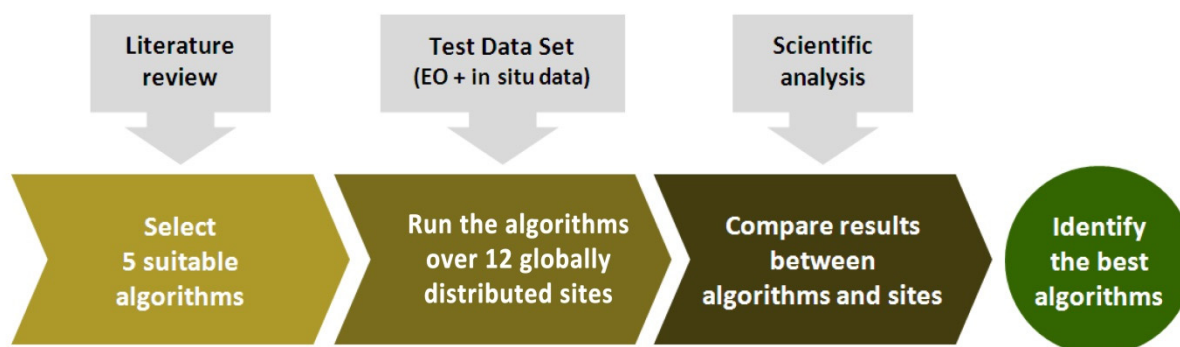 Literature
review
Test Data Set
(EO + in situ data)
Scientific
analysis
Select
5 suitable
algorithms
Run the algorithms
over 12 globally
distributed sites
Compare results
between
algorithms and sites
Identify
the best
algorithms